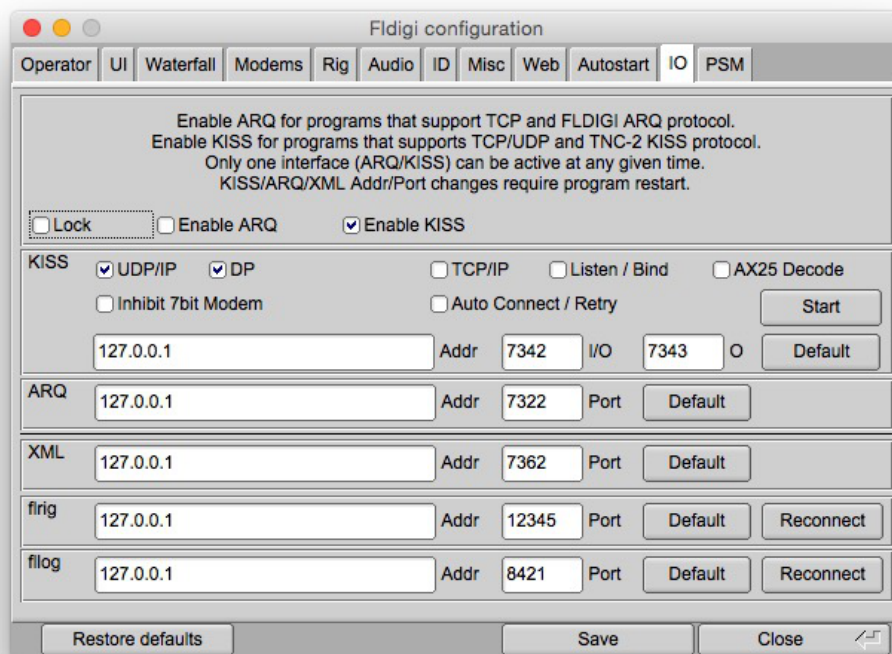 Fldigi configuration
Operator UI Waterfall Modems Rig Audio ID Misc Web Autostart IO PSM
Enable ARQ for programs that support TCP and FLDIGI ARQ protocol.
Enable KISS for programs that supports TCP/UDP and TNC-2 KISS protocol.
Only one interface (ARQ/KISS) can be active at any given time.
KISS/ARQ/XML Addr/Port changes require program restart.
Lock Enable ARQ Enable KISS
KISS UDP/IP DP TCP/IP Listen / Bind AX25 Decode
Inhibit 7bit Modem Auto Connect / Retry Start
127.0.0.1 Addr 7342 I/O 7343 O Default
ARQ 127.0.0.1 Addr 7322 Port Default
XML 127.0.0.1 Addr 7362 Port Default
flrig 127.0.0.1 Addr 12345 Port Default Reconnect
fllog 127.0.0.1 Addr 8421 Port Default Reconnect
Restore defaults Save Close